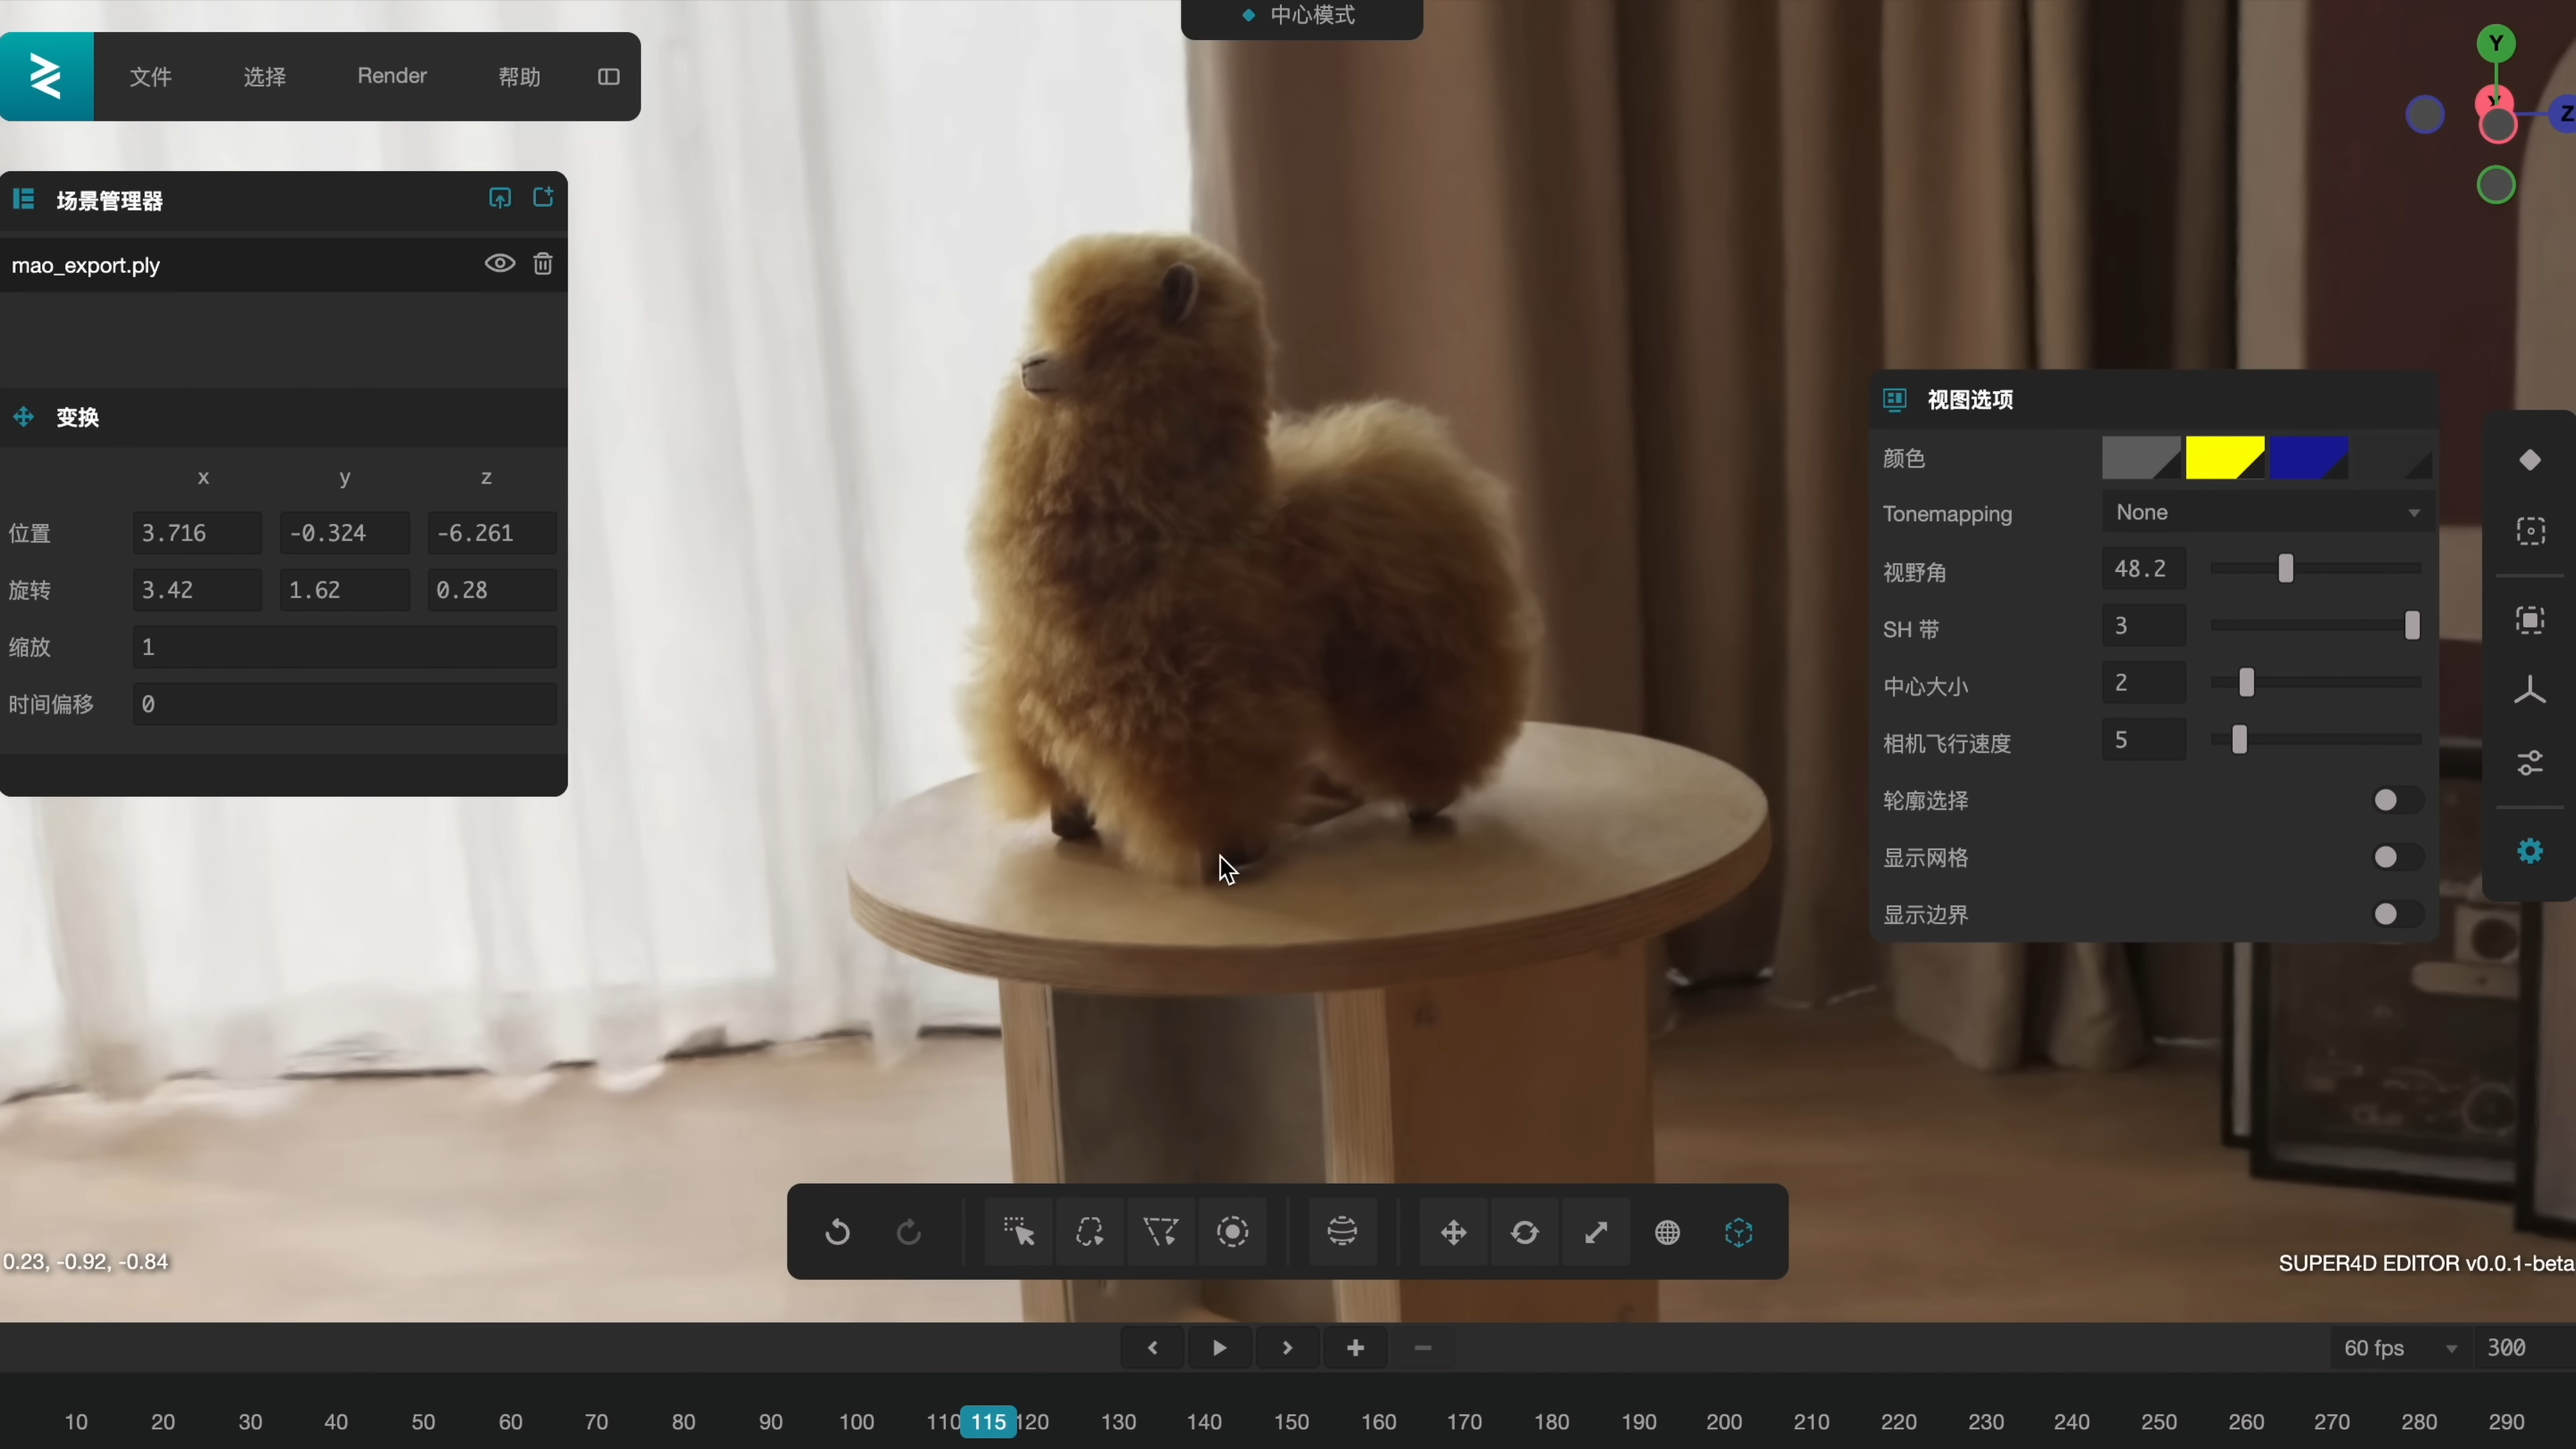 中心模式
文件 选择 Render 帮助
Y
Z
场景管理器
mao_export.ply
变换
x y z
位置 3.716 -0.324 -6.261
旋转 3.42 1.62 0.28
缩放 1
时间偏移 0
视图选项
颜色
Tonemapping None
视野角 48.2
SH 带 3
中心大小 2
相机飞行速度 5
轮廓选择
显示网格
显示边界
0.23, -0.92, -0.84
SUPER4D EDITOR v0.0.1-beta
60 fps 300
10 20 30 40 50 60 70 80 90 100 110 115 120 130 140 150 160 170 180 190 200 210 220 230 240 250 260 270 280 290